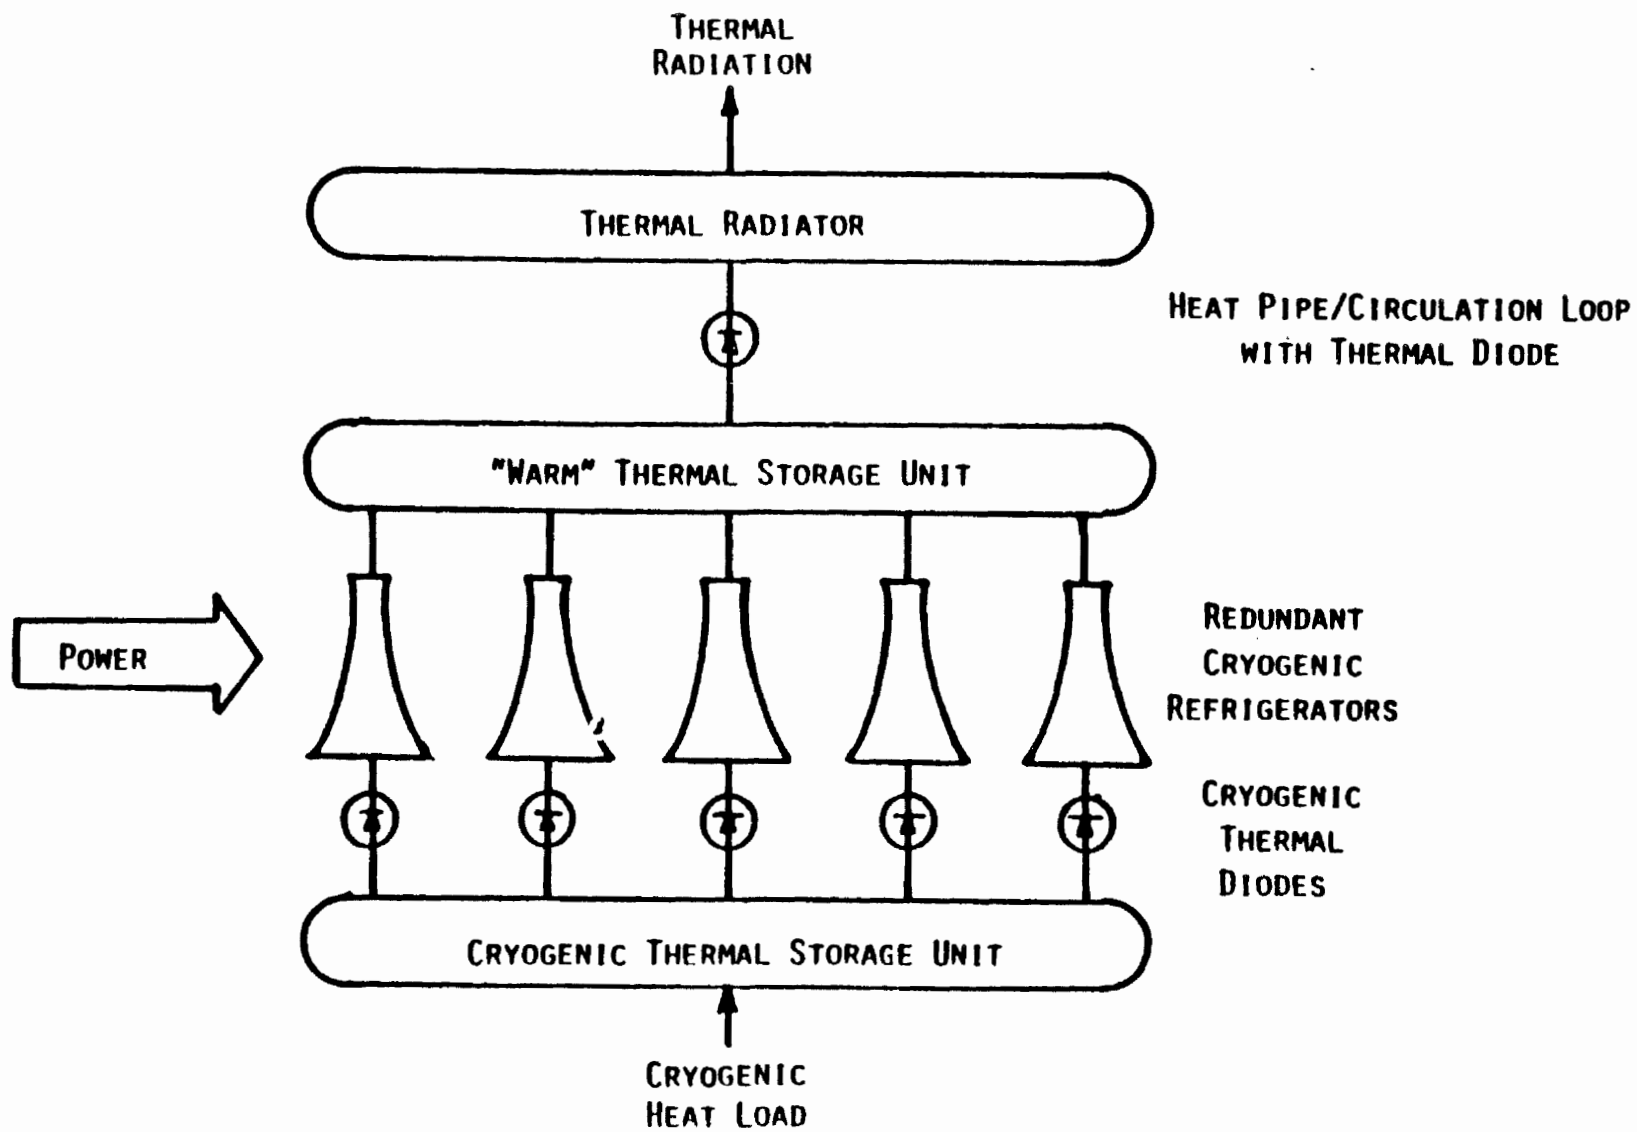 THERMAL
RADIATION
THERMAL RADIATOR
HEAT PIPE/CIRCULATION LOOP
WITH THERMAL DIODE
"WARM" THERMAL STORAGE UNIT
POWER
REDUNDANT
CRYOGENIC
REFRIGERATORS
CRYOGENIC
THERMAL
DIODES
CRYOGENIC THERMAL STORAGE UNIT
CRYOGENIC
HEAT LOAD